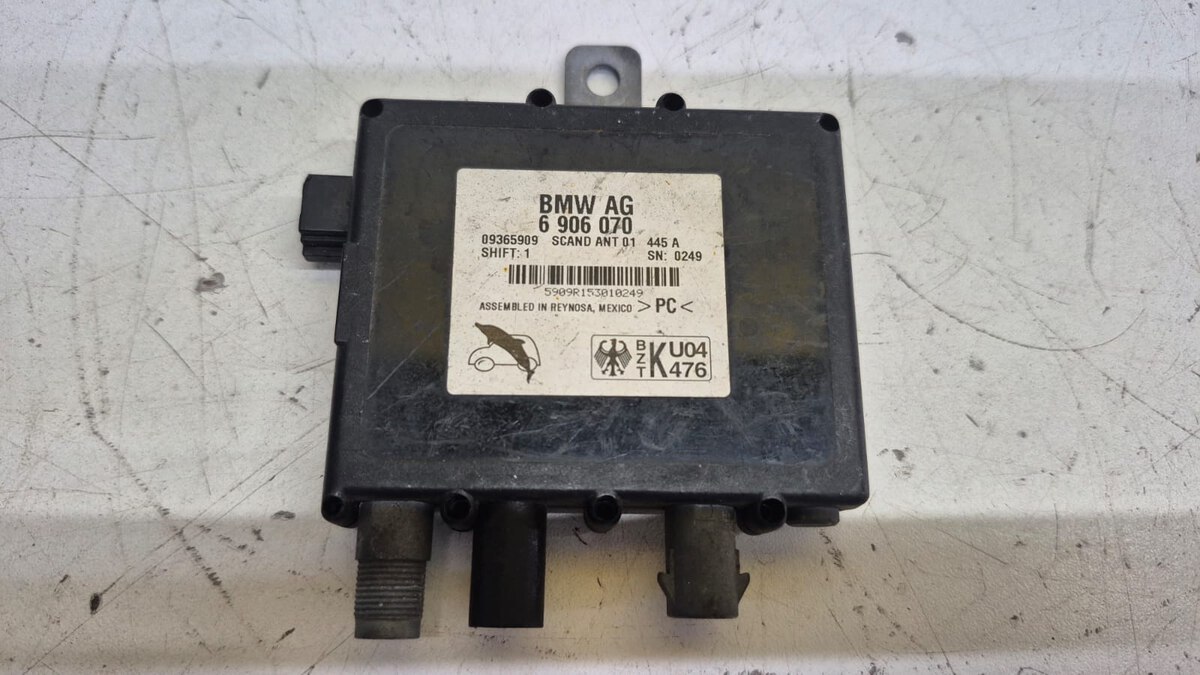 BMW AG
6 906 070
09365909 SCAND ANT 01 445 A
SHIFT: 1 SN: 0249
5909R153010249
ASSEMBLED IN REYNOSA, MEXICO >PC<
BZT K U04 476